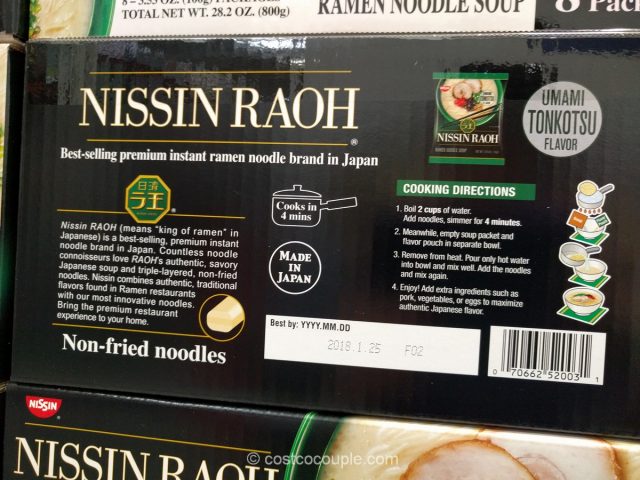 8 – 3.53 OZ. (100g) PACKAGES
TOTAL NET WT. 28.2 OZ. (800g)
RAMEN NOODLE SOUP
8 Pack
NISSIN RAOH®
Best-selling premium instant ramen noodle brand in Japan
日清
ラ王
®
Nissin RAOH (means "king of ramen" in
Japanese) is a best-selling, premium instant
noodle brand in Japan. Countless noodle
connoisseurs love RAOH's authentic, savory
Japanese soup and triple-layered, non-fried
noodles. Nissin combines authentic, traditional
flavors found in Ramen restaurants
with our most innovative noodles.
Bring the premium restaurant
experience to your home.
Non-fried noodles
Cooks in
4 mins
MADE
IN
JAPAN
NISSIN RAOH
RAMEN NOODLE SOUP
UMAMI
TONKOTSU
FLAVOR
COOKING DIRECTIONS
1. Boil 2 cups of water.
Add noodles, simmer for 4 minutes.
2. Meanwhile, empty soup packet and
flavor pouch in separate bowl.
3. Remove from heat. Pour only hot water
into bowl and mix well. Add the noodles
and mix again.
4. Enjoy! Add extra ingredients such as
pork, vegetables, or eggs to maximize
authentic Japanese flavor.
Best by: YYYY.MM.DD
2018.1.25 F02
0 70662 52003 1
NISSIN
NISSIN RAOH
© costcocouple.com